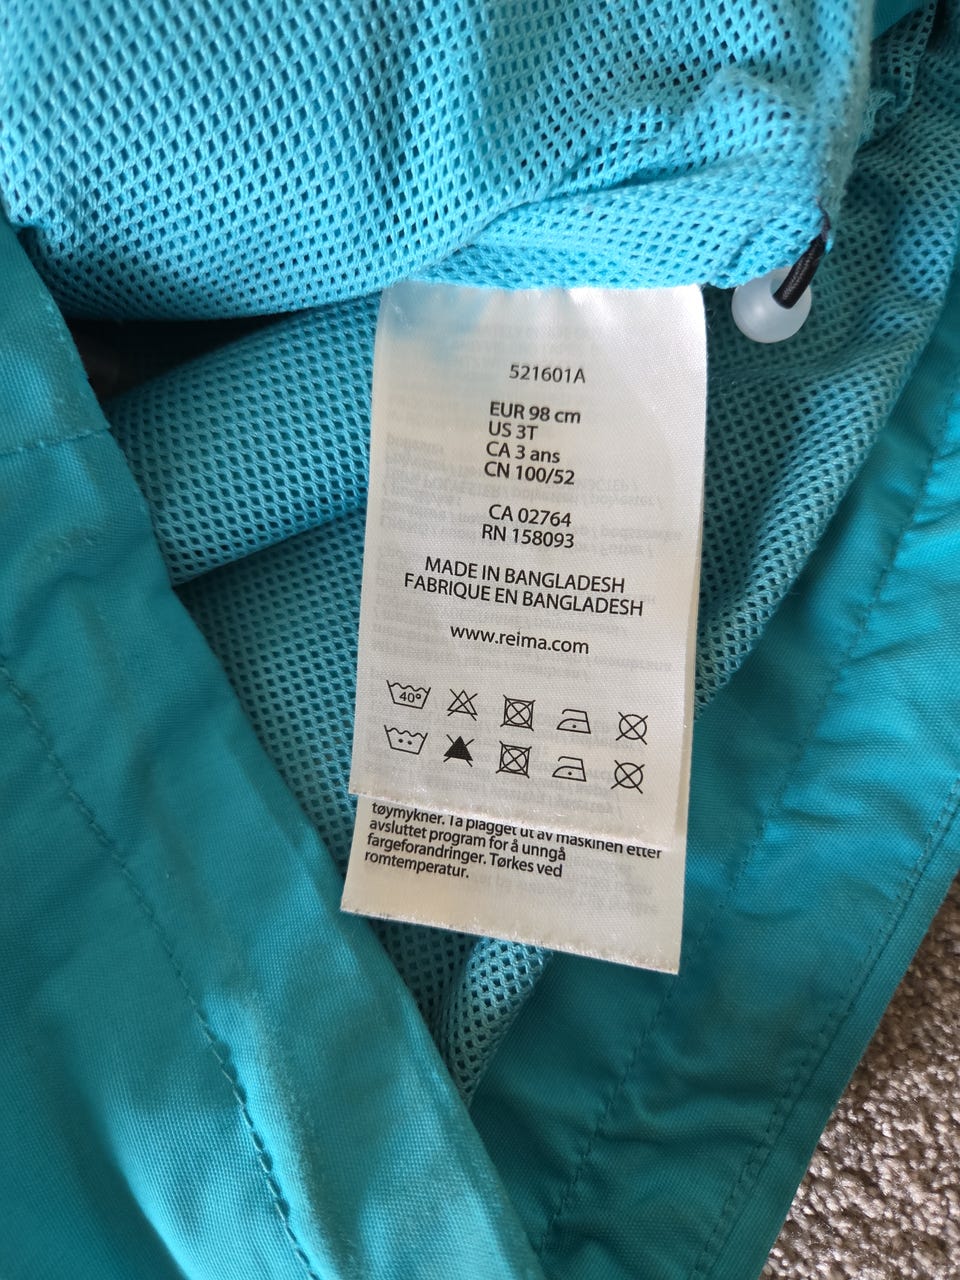 521601A
EUR 98 cm
US 3T
CA 3 ans
CN 100/52
CA 02764
RN 158093
MADE IN BANGLADESH
FABRIQUE EN BANGLADESH
www.reima.com
40°
tøymykner. Ta plagget ut av maskinen etter
avsluttet program for å unngå
fargeforandringer. Tørkes ved
romtemperatur.